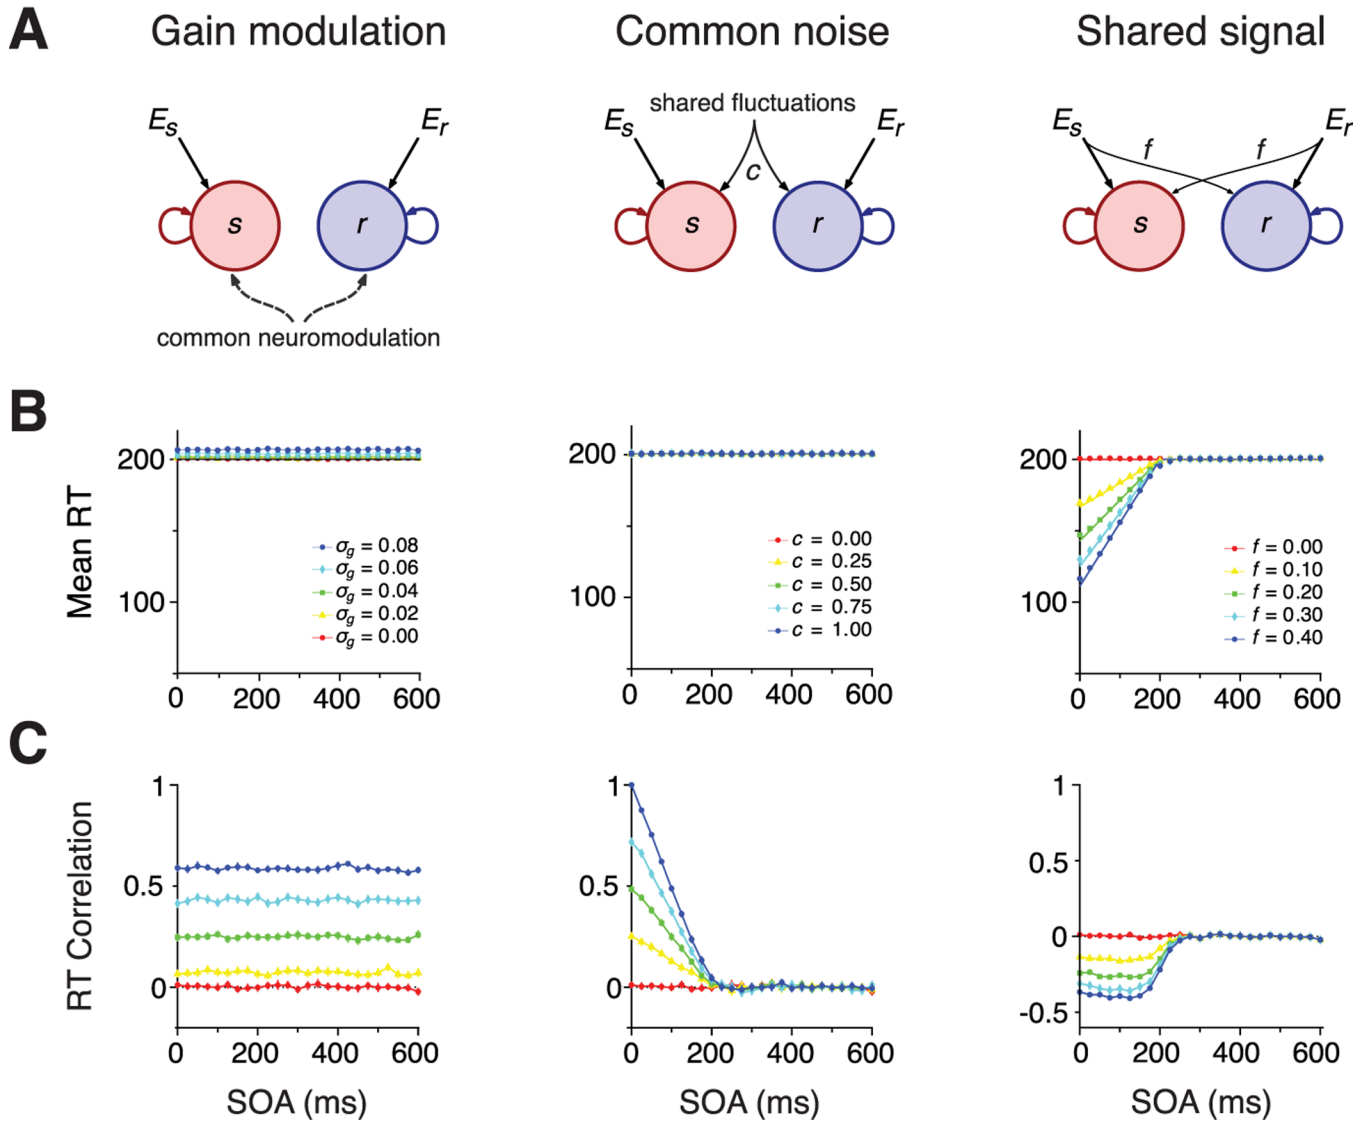 A
Gain modulation
Common noise
Shared signal
Es
Er
s
r
common neuromodulation
shared fluctuations
Es
Er
c
s
r
Es
Er
f
f
s
r
B
Mean RT
200
100
σg = 0.08
σg = 0.06
σg = 0.04
σg = 0.02
σg = 0.00
0 200 400 600
200
100
c = 0.00
c = 0.25
c = 0.50
c = 0.75
c = 1.00
0 200 400 600
200
100
f = 0.00
f = 0.10
f = 0.20
f = 0.30
f = 0.40
0 200 400 600
C
RT Correlation
1
0.5
0
0 200 400 600
SOA (ms)
1
0.5
0
0 200 400 600
SOA (ms)
1
0.5
0
-0.5
0 200 400 600
SOA (ms)